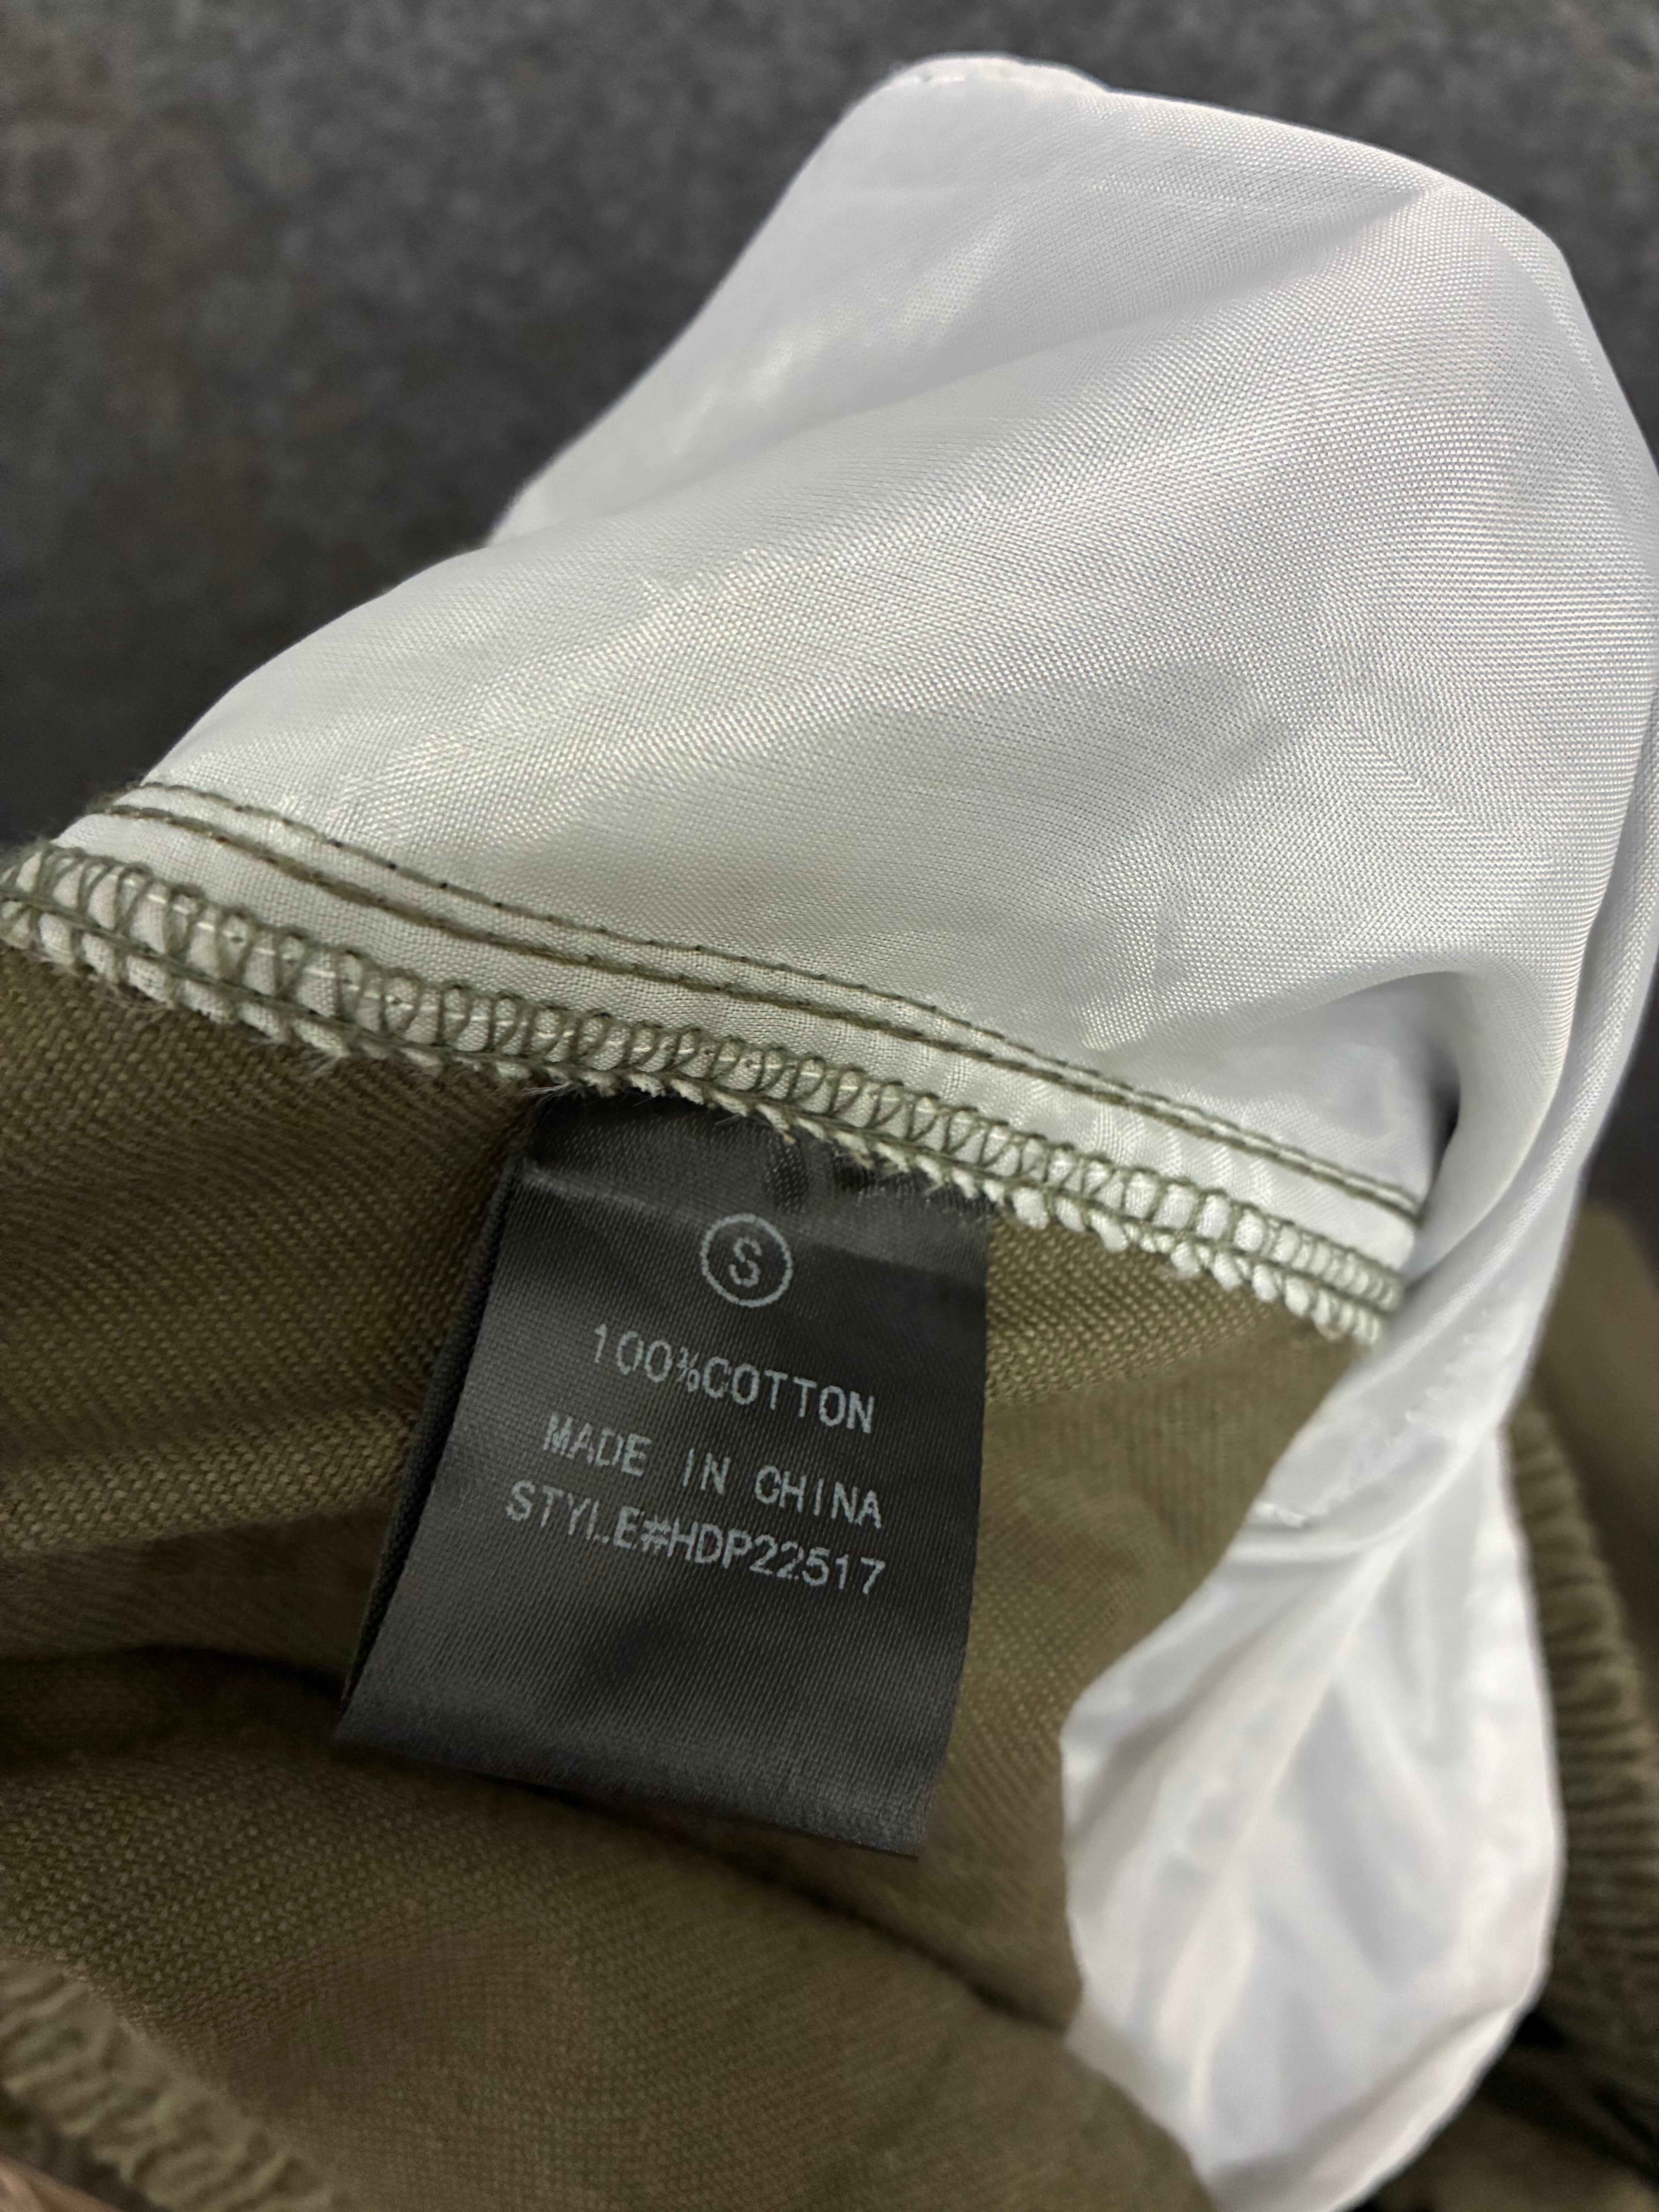 S
100%COTTON
MADE IN CHINA
STYLE#HDP22517